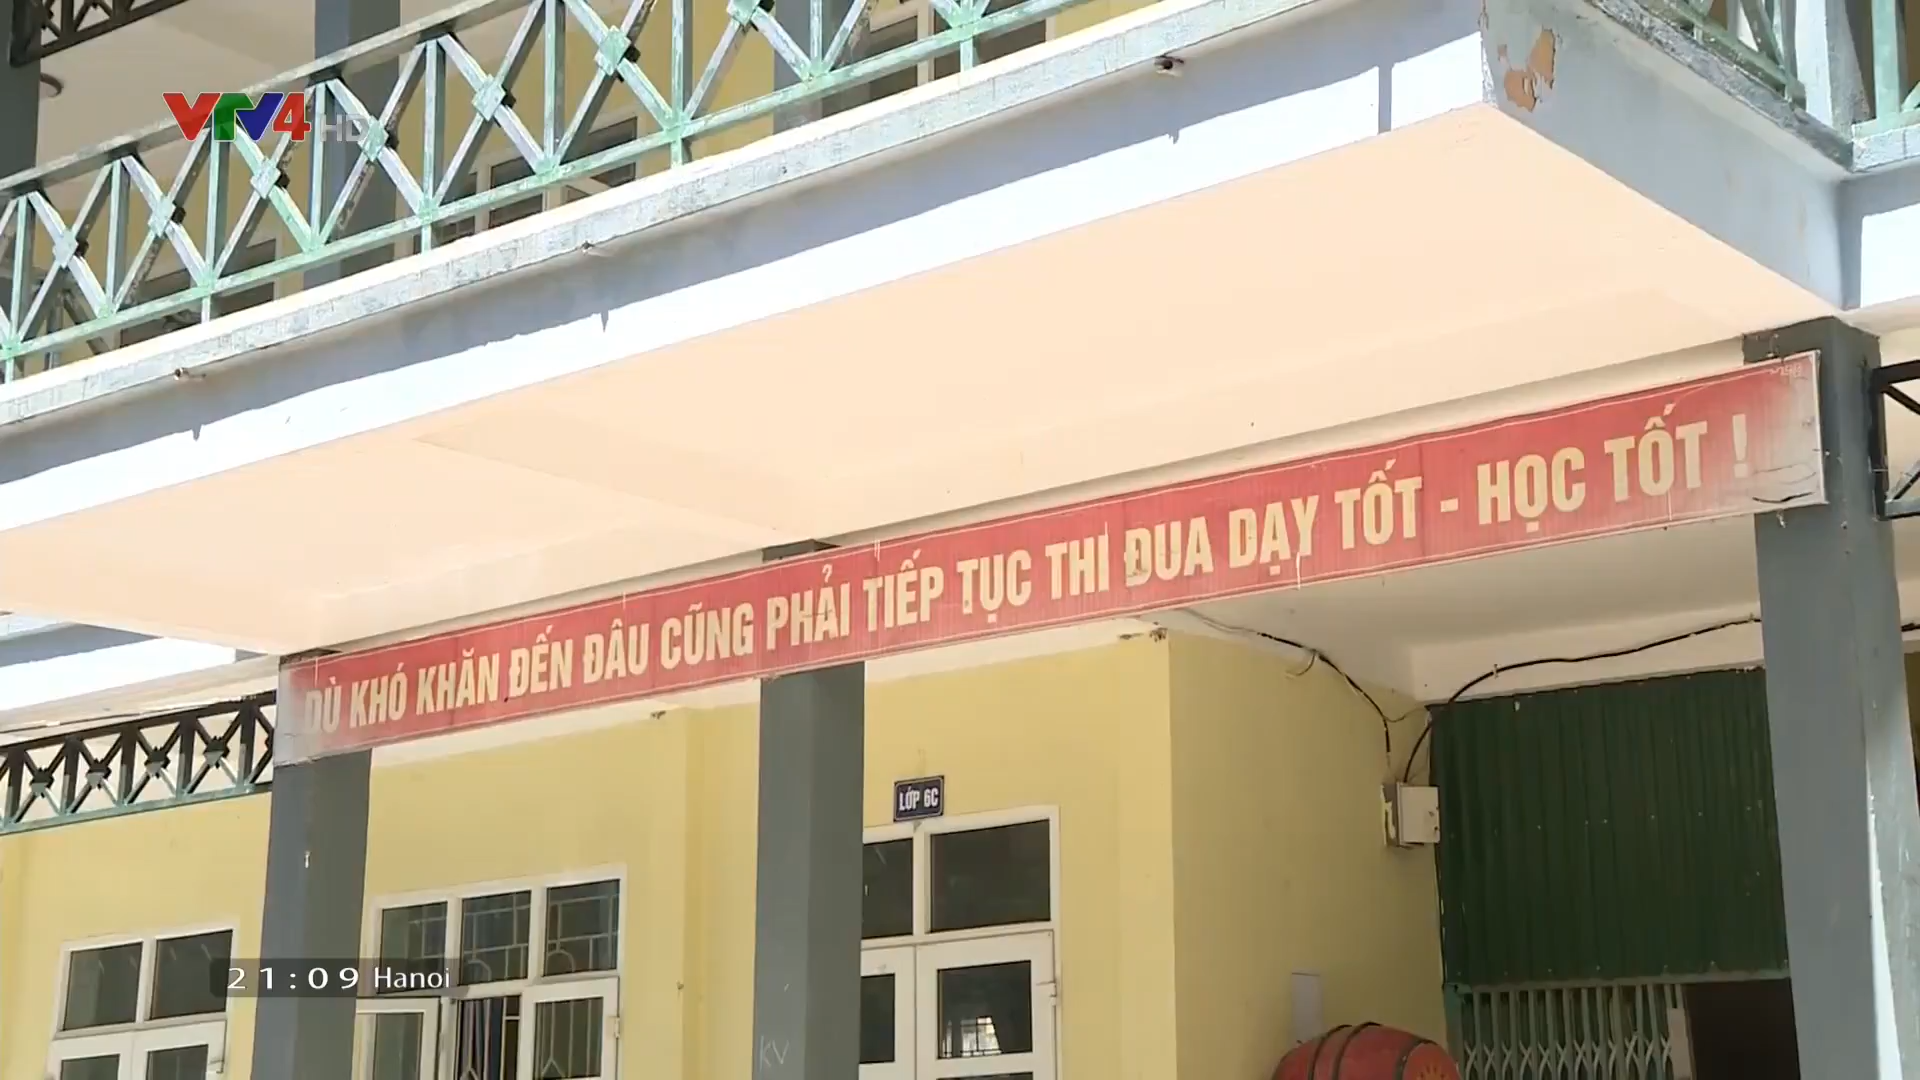 VTV4 HD
DÙ KHÓ KHĂN ĐẾN ĐÂU CŨNG PHẢI TIẾP TỤC THI ĐUA DẠY TỐT - HỌC TỐT !
LỚP 6C
21:09 Hanoi
KV